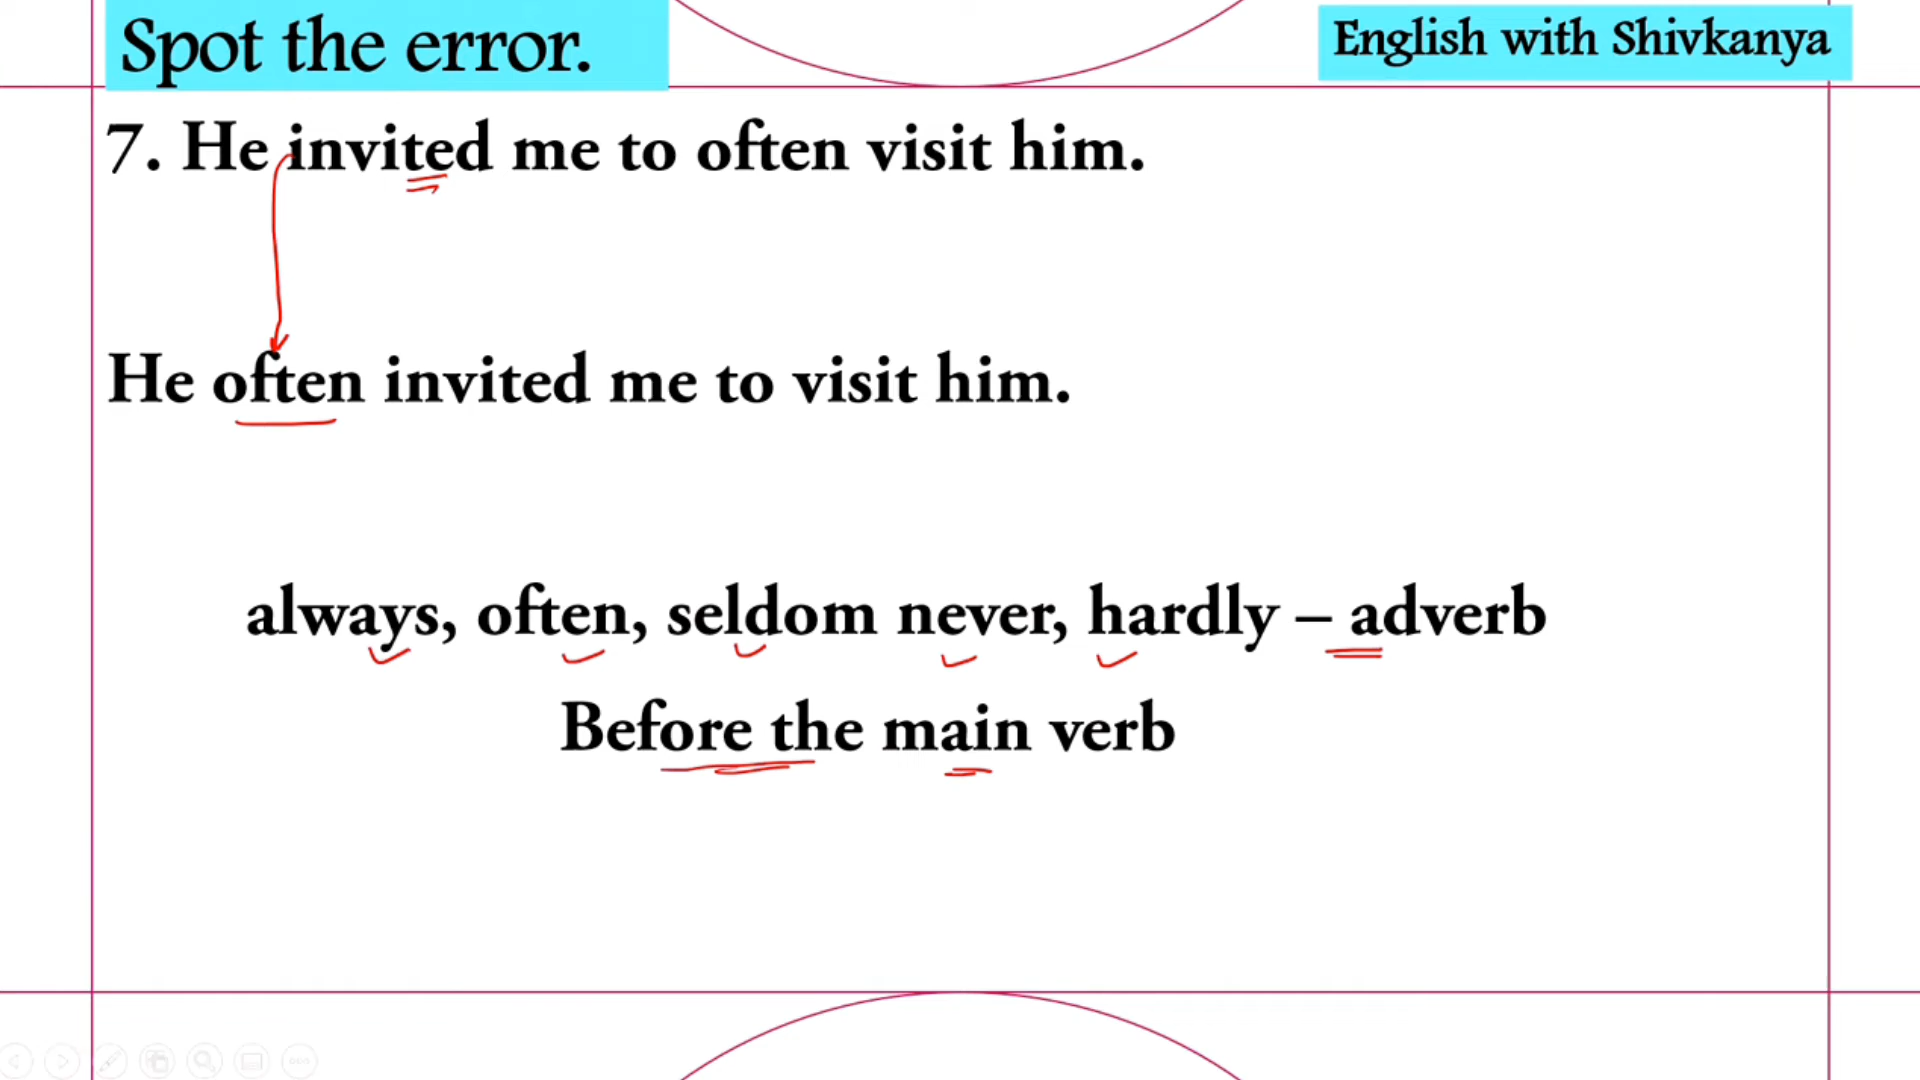 Spot the error.
English with Shivkanya
7. He invited me to often visit him.
He often invited me to visit him.
always, often, seldom never, hardly – adverb
Before the main verb